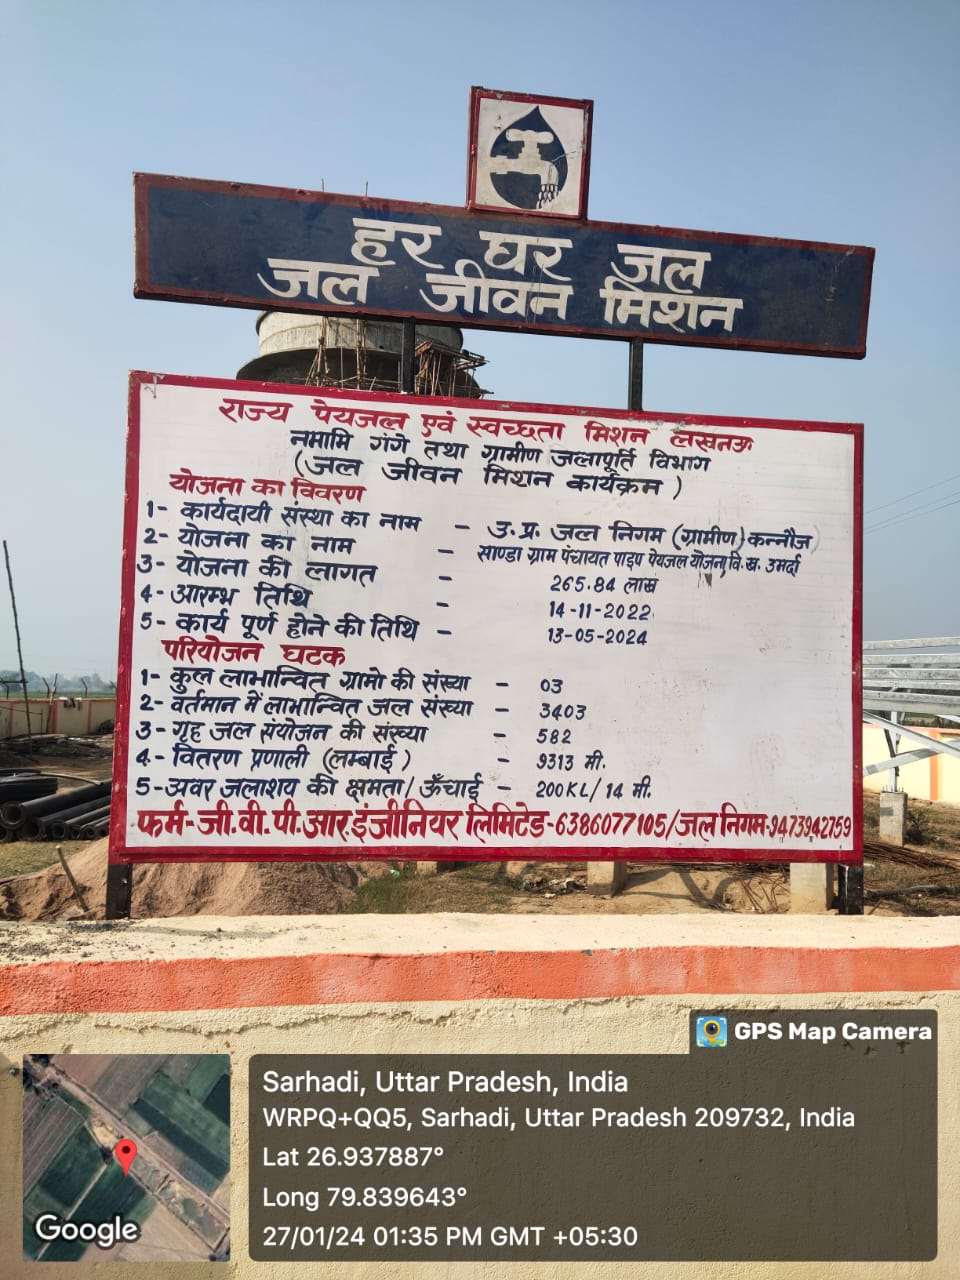 हर घर जल
जल जीवन मिशन
राज्य पेयजल एवं स्वच्छता मिशन लखनऊ
नमामि गंगे तथा ग्रामीण जलापूर्ति विभाग
(जल जीवन मिशन कार्यक्रम)
योजना का विवरण
1- कार्यदायी संस्था का नाम - उ.प्र. जल निगम (ग्रामीण) कन्नौज
2- योजना का नाम - साण्डा ग्राम पंचायत पाइप पेयजल योजना, वि.ख. उमर्दा
3- योजना की लागत - 265.84 लाख
4- आरम्भ तिथि - 14-11-2022
5- कार्य पूर्ण होने की तिथि - 13-05-2024
परियोजन घटक
1- कुल लाभान्वित ग्रामो की संख्या - 03
2- वर्तमान में लाभान्वित जल संख्या - 3403
3- गृह जल संयोजन की संख्या - 582
4- वितरण प्रणाली (लम्बाई) - 9313 मी.
5- अवर जलाशय की क्षमता/ऊँचाई - 200KL/14 मी.
फर्म-जी.वी.पी.आर.इंजीनियर लिमिटेड-6386077105/जल निगम-9473942759
GPS Map Camera
Sarhadi, Uttar Pradesh, India
WRPQ+QQ5, Sarhadi, Uttar Pradesh 209732, India
Lat 26.937887°
Long 79.839643°
27/01/24 01:35 PM GMT +05:30
Google